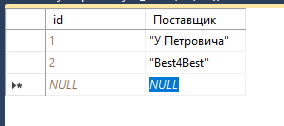 id Поставщик
1 "У Петровича"
2 "Best4Best"
NULL NULL